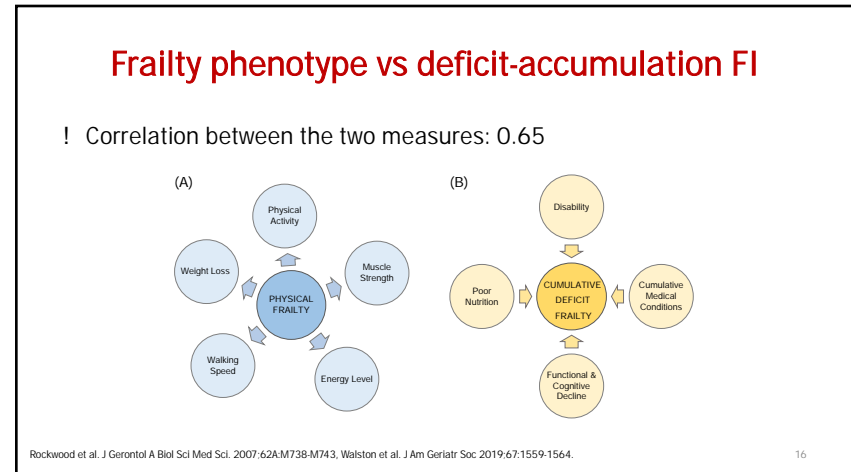 Frailty phenotype vs deficit-accumulation FI
! Correlation between the two measures: 0.65
(A)
Physical
Activity
Weight Loss
Muscle
Strength
PHYSICAL
FRAILTY
Walking
Speed
Energy Level
(B)
Disability
Poor
Nutrition
CUMULATIVE
DEFICIT
FRAILTY
Cumulative
Medical
Conditions
Functional &
Cognitive
Decline
Rockwood et al. J Gerontol A Biol Sci Med Sci. 2007;62A:M738-M743, Walston et al. J Am Geriatr Soc 2019;67:1559-1564.
16